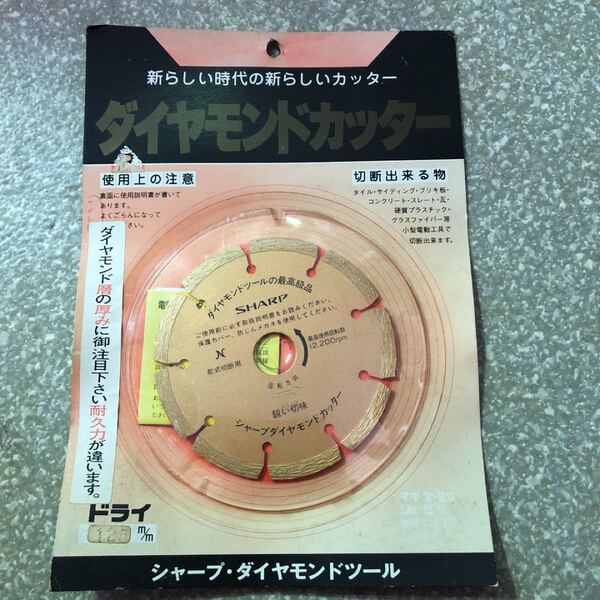 新らしい時代の新らしいカッター
ダイヤモンドカッター
使用上の注意
裏面に使用説明書が書いて
あります。
よくごらんになって
さい。
切断出来る物
タイル・サイディング・ブリキ板・
コンクリート・スレート・瓦・
硬質プラスチック・
グラスファイバー等
小型電動工具で
切断出来ます。
ダイヤモンド層の厚みに御注目下さい耐久力が違います。
ダイヤモンドツールの最高級品
SHARP
ご使用前に必ず取扱説明書をお読みください。
保護カバー、防じんメガネを使用してください。
N
乾式切断用
最高使用回転数
12,200rpm
回転方向
鋭い切味
シャープダイヤモンドカッター
ドライ
m/m
シャープ・ダイヤモンドツール